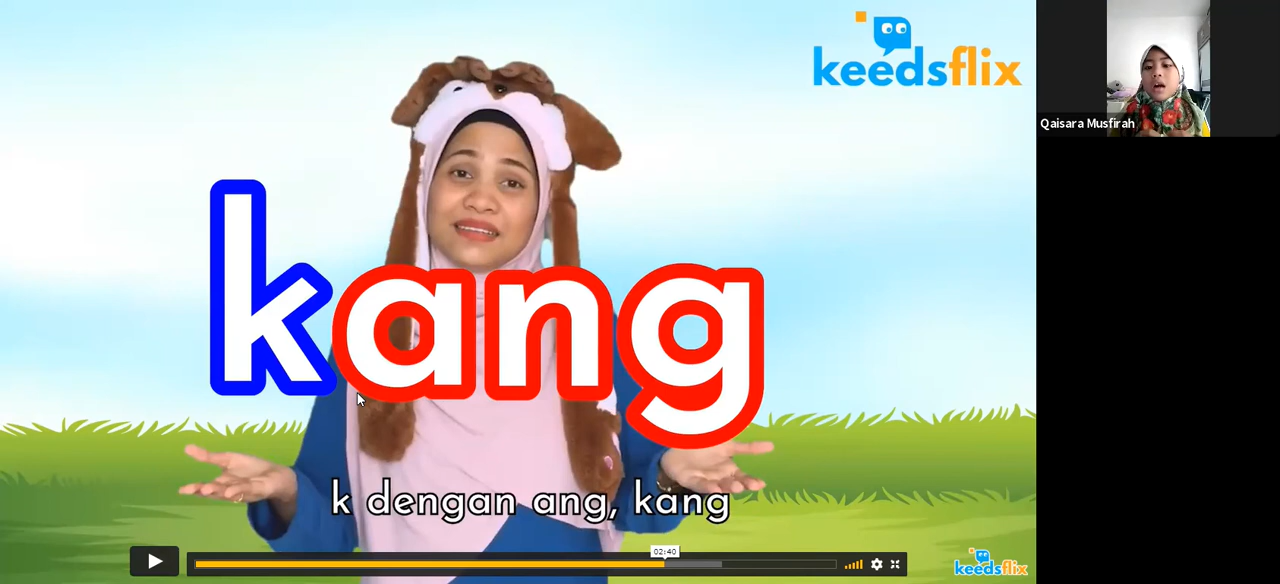 keedsflix
Qaisara Musfirah
kang
k dengan ang, kang
02:40
keedsflix